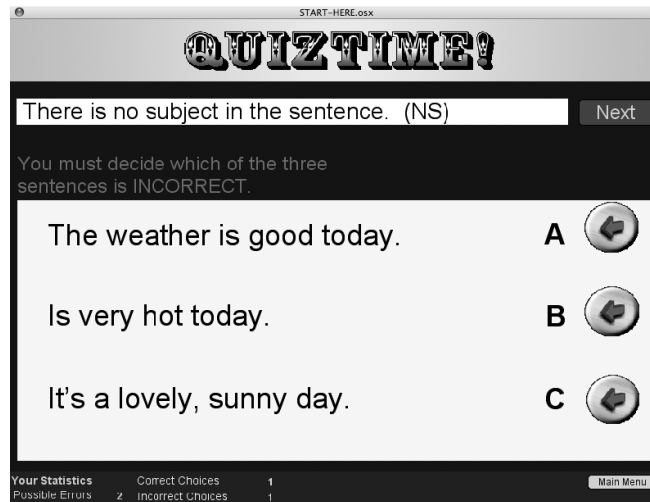 START-HERE.osx
QUIZTIME!
There is no subject in the sentence. (NS)
Next
You must decide which of the three
sentences is INCORRECT.
The weather is good today. A
Is very hot today. B
It's a lovely, sunny day. C
Your Statistics Correct Choices 1 Main Menu
Possible Errors 2 Incorrect Choices 1